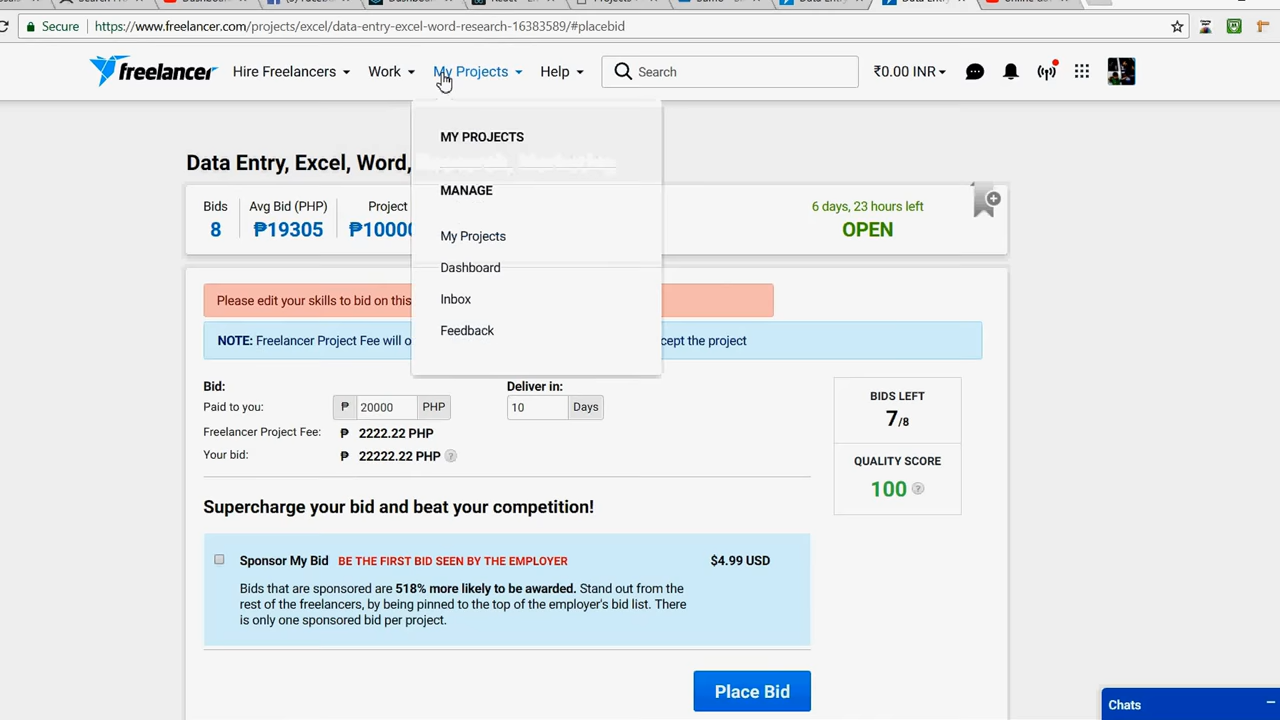 Secure https://www.freelancer.com/projects/excel/data-entry-excel-word-research-16383589/#placebid
freelancer Hire Freelancers Work My Projects Help Search ₹0.00 INR
MY PROJECTS
Data Entry, Excel, Word,
MANAGE
Bids Avg Bid (PHP) Project 6 days, 23 hours left
8 ₱19305 ₱10000 OPEN
My Projects
Dashboard
Inbox
Please edit your skills to bid on this
Feedback
NOTE: Freelancer Project Fee will cept the project
Bid: Deliver in:
Paid to you: ₱ 20000 PHP 10 Days
Freelancer Project Fee: ₱ 2222.22 PHP
Your bid: ₱ 22222.22 PHP ?
BIDS LEFT
7/8
QUALITY SCORE
100 ?
Supercharge your bid and beat your competition!
Sponsor My Bid BE THE FIRST BID SEEN BY THE EMPLOYER $4.99 USD
Bids that are sponsored are 518% more likely to be awarded. Stand out from the
rest of the freelancers, by being pinned to the top of the employer's bid list. There
is only one sponsored bid per project.
Place Bid
Chats